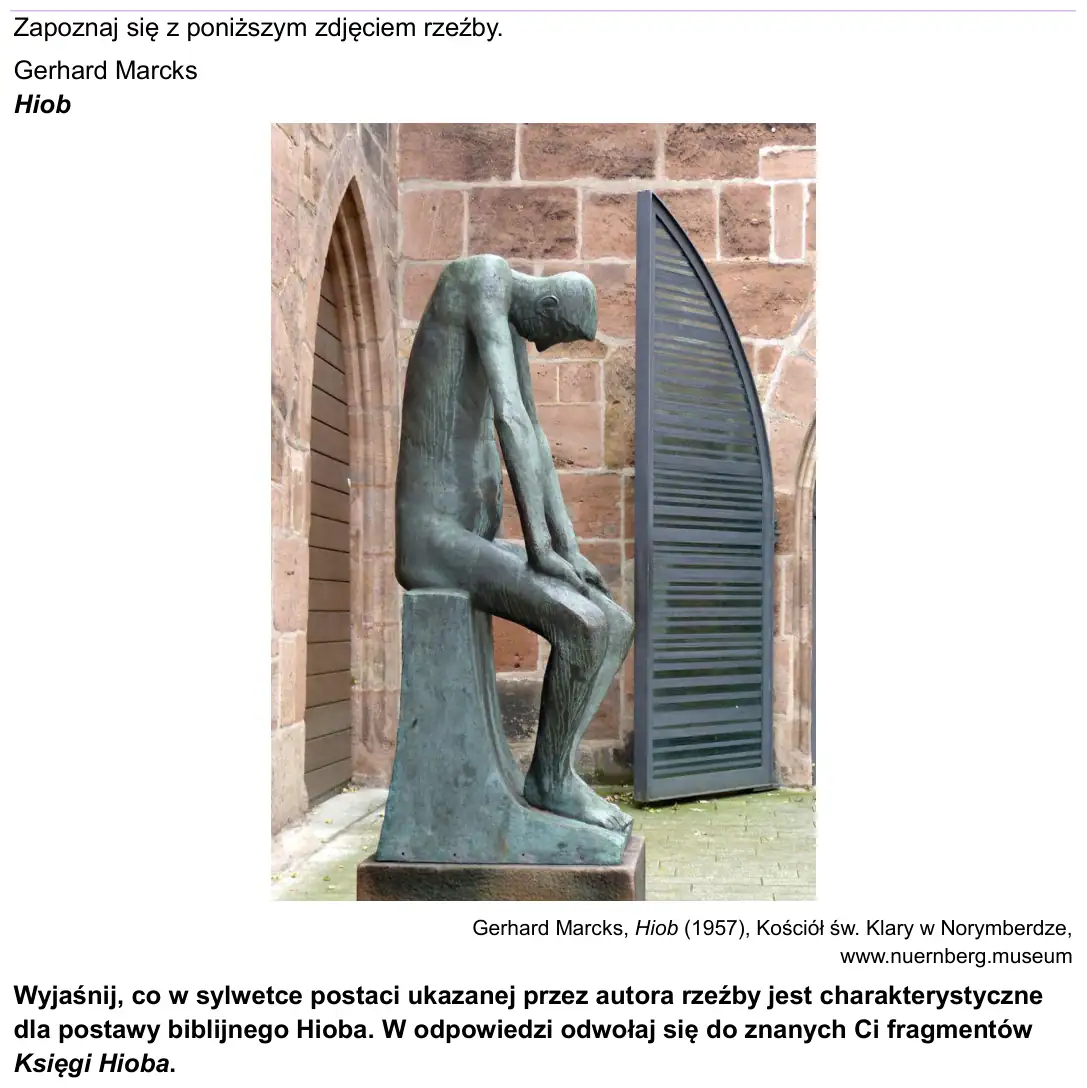 Zapoznaj się z poniższym zdjęciem rzeźby.
Gerhard Marcks
Hiob
Gerhard Marcks, Hiob (1957), Kościół św. Klary w Norymberdze,
www.nuernberg.museum
Wyjaśnij, co w sylwetce postaci ukazanej przez autora rzeźby jest charakterystyczne
dla postawy biblijnego Hioba. W odpowiedzi odwołaj się do znanych Ci fragmentów
Księgi Hioba.